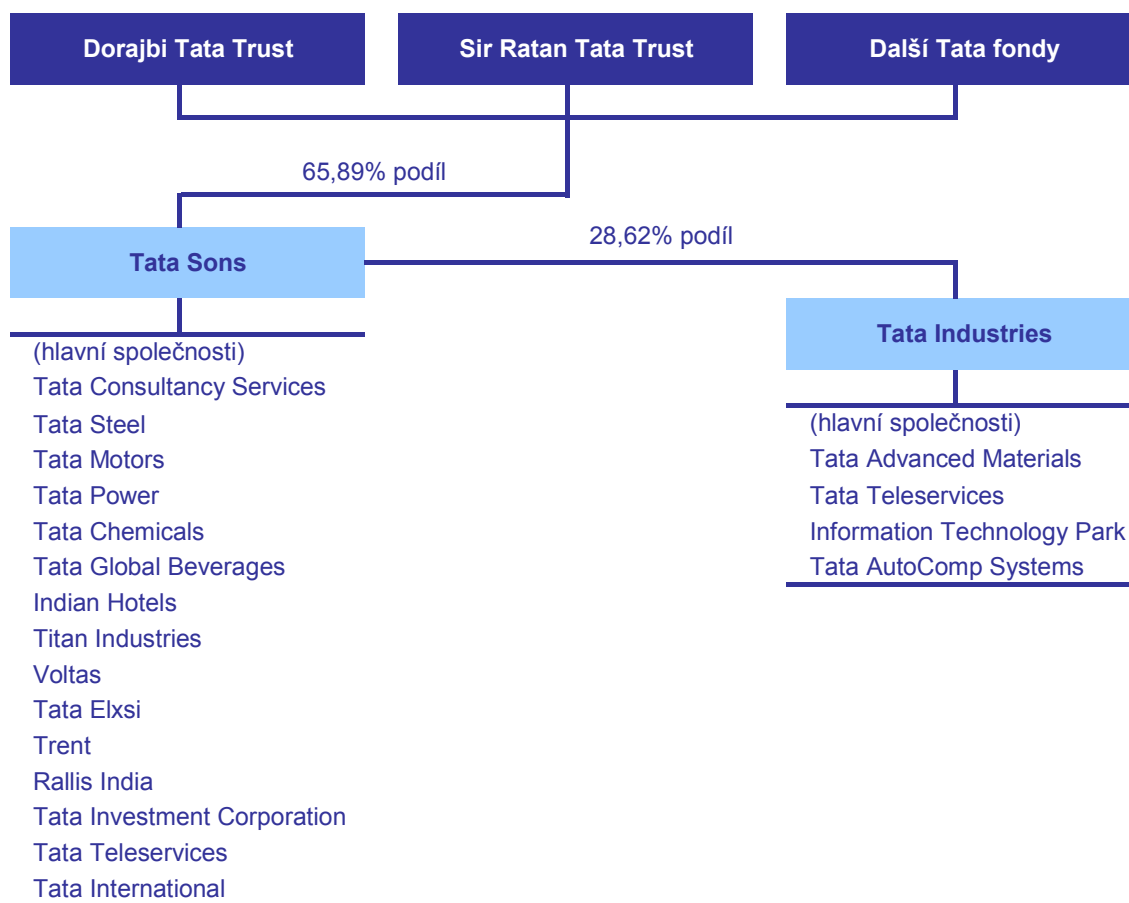 Dorajbi Tata Trust
Sir Ratan Tata Trust
Další Tata fondy
65,89% podíl
28,62% podíl
Tata Sons
Tata Industries
(hlavní společnosti)
Tata Consultancy Services
Tata Steel
Tata Motors
Tata Power
Tata Chemicals
Tata Global Beverages
Indian Hotels
Titan Industries
Voltas
Tata Elxsi
Trent
Rallis India
Tata Investment Corporation
Tata Teleservices
Tata International
(hlavní společnosti)
Tata Advanced Materials
Tata Teleservices
Information Technology Park
Tata AutoComp Systems